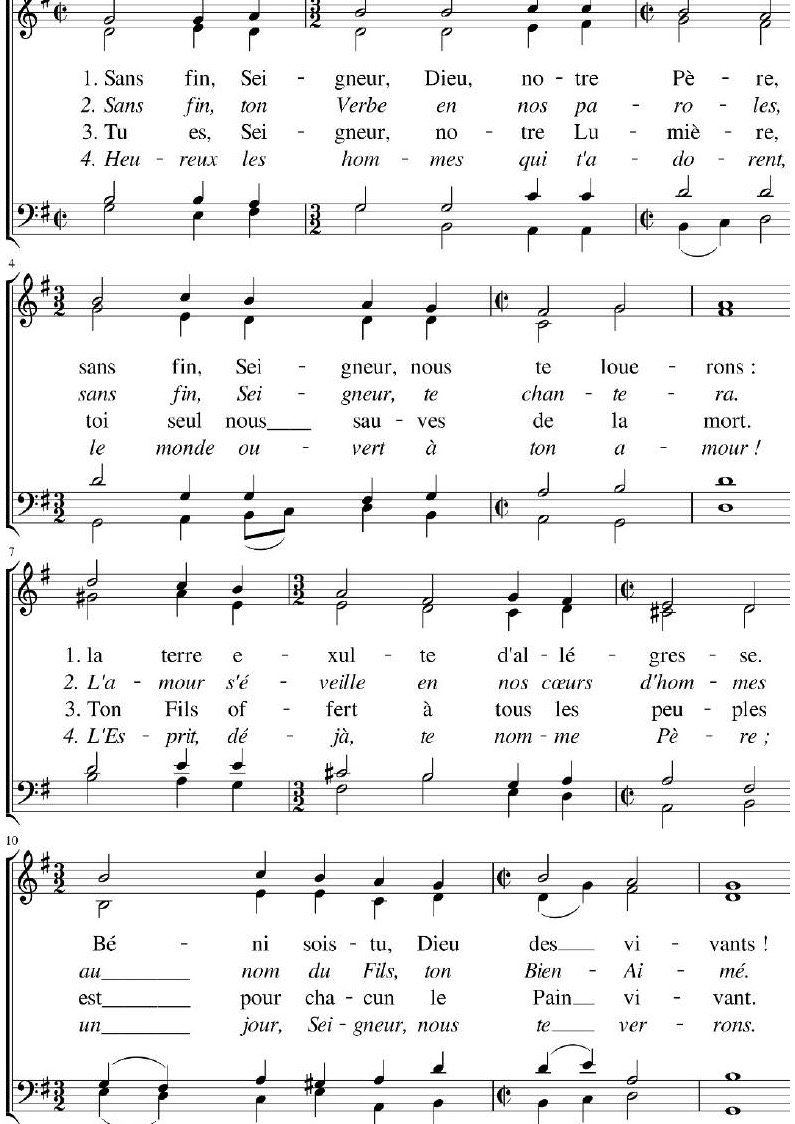 1. Sans fin, Sei - gneur, Dieu, no - tre Pè - re,
2. Sans fin, ton Verbe en nos pa - ro - les,
3. Tu es, Sei - gneur, no - tre Lu - miè - re,
4. Heu - reux les hom - mes qui t'a - do - rent,
4
sans fin, Sei - gneur, nous te loue - rons :
sans fin, Sei - gneur, te chan - te - ra.
toi seul nous____ sau - ves de la mort.
le monde ou - vert à ton a - mour !
7
1. la terre e - xul - te d'al - lé - gres - se.
2. L'a - mour s'é - veille en nos cœurs d'hom - mes
3. Ton Fils of - fert à tous les peu - ples
4. L'Es - prit, dé - jà, te nom - me Pè - re ;
10
Bé - ni sois - tu, Dieu des___ vi - vants !
au________ nom du Fils, ton Bien - Ai - mé.
est________ pour cha - cun le Pain__ vi - vant.
un________ jour, Sei - gneur, nous te___ ver - rons.